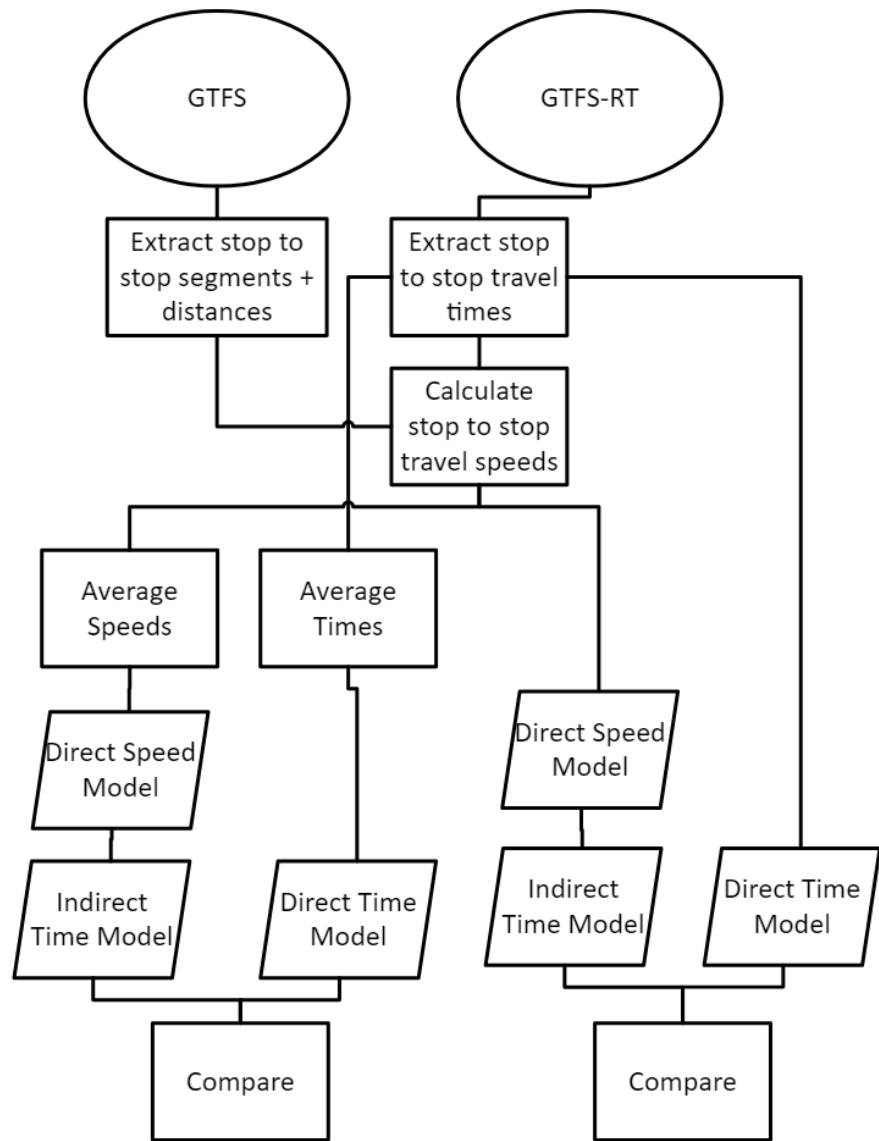 GTFS
GTFS-RT
Extract stop to
stop segments +
distances
Extract stop
to stop travel
times
Calculate
stop to stop
travel speeds
Average
Speeds
Average
Times
Direct Speed
Model
Direct Speed
Model
Indirect
Time Model
Direct Time
Model
Indirect
Time Model
Direct Time
Model
Compare
Compare